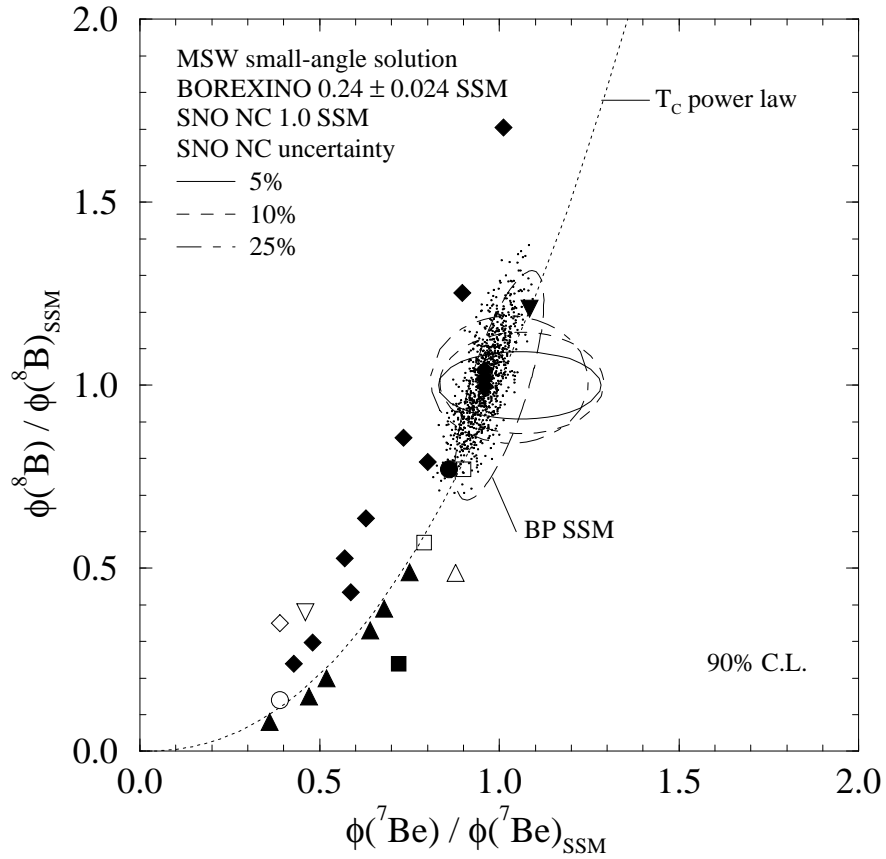 2.0
MSW small-angle solution
BOREXINO 0.24 ± 0.024 SSM
SNO NC 1.0 SSM
SNO NC uncertainty
5%
10%
25%
T_C power law
1.5
1.0
0.5
0.0
BP SSM
90% C.L.
ϕ(⁸B) / ϕ(⁸B)_SSM
0.0 0.5 1.0 1.5 2.0
ϕ(⁷Be) / ϕ(⁷Be)_SSM